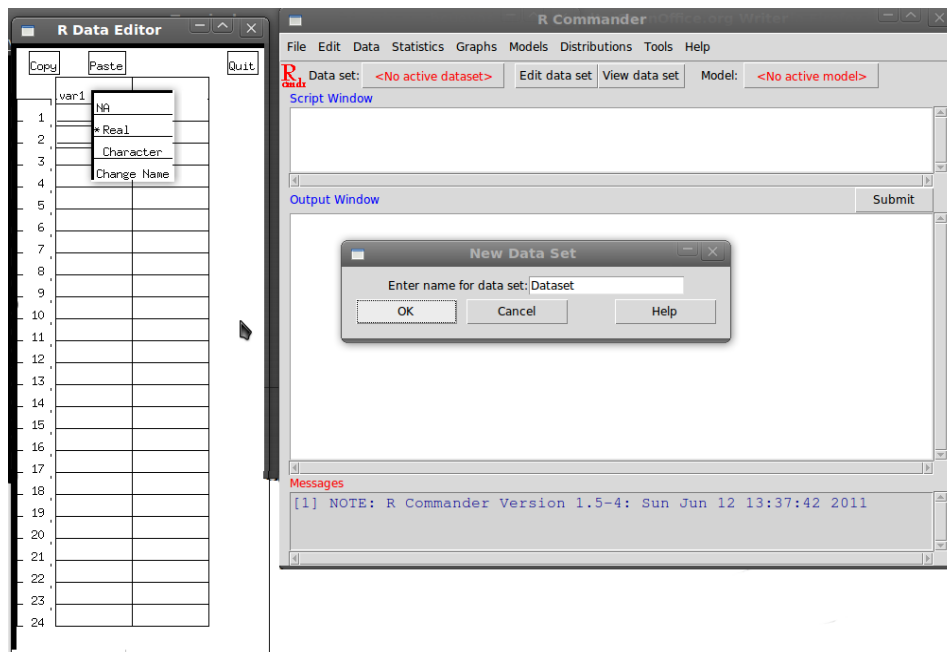 R Data Editor
Copy Paste Quit
var1
NA
*Real
Character
Change Name
1
2
3
4
5
6
7
8
9
10
11
12
13
14
15
16
17
18
19
20
21
22
23
24
R Commander
Office.org Writer
File Edit Data Statistics Graphs Models Distributions Tools Help
R cmdr Data set: <No active dataset> Edit data set View data set Model: <No active model>
Script Window
Output Window Submit
New Data Set
Enter name for data set: Dataset
OK Cancel Help
Messages
[1] NOTE: R Commander Version 1.5-4: Sun Jun 12 13:37:42 2011